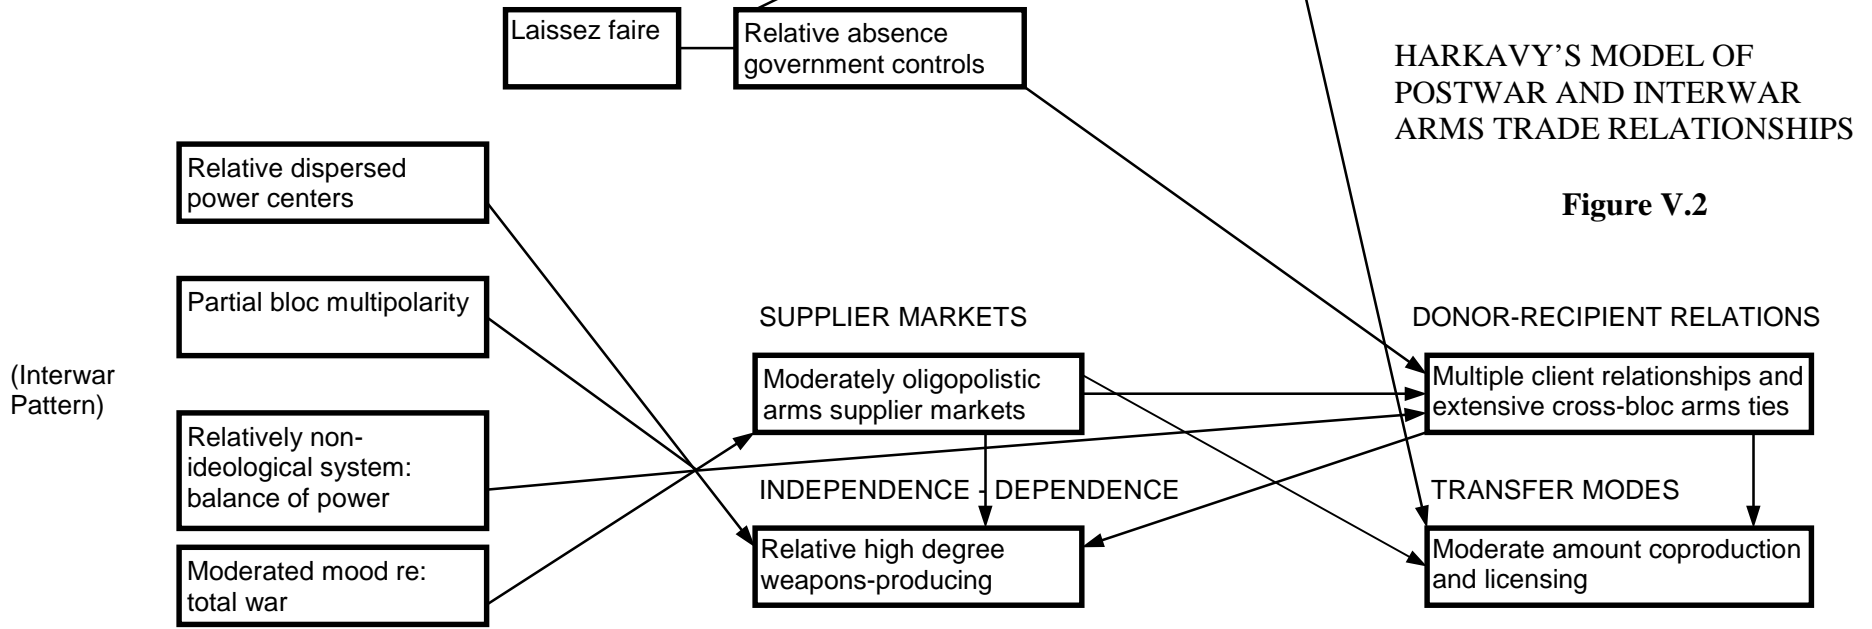 Laissez faire
Relative absence
government controls
HARKAVY'S MODEL OF
POSTWAR AND INTERWAR
ARMS TRADE RELATIONSHIPS
Figure V.2
Relative dispersed
power centers
Partial bloc multipolarity
(Interwar
Pattern)
Relatively non-
ideological system:
balance of power
Moderated mood re:
total war
SUPPLIER MARKETS
Moderately oligopolistic
arms supplier markets
INDEPENDENCE - DEPENDENCE
Relative high degree
weapons-producing
DONOR-RECIPIENT RELATIONS
Multiple client relationships and
extensive cross-bloc arms ties
TRANSFER MODES
Moderate amount coproduction
and licensing